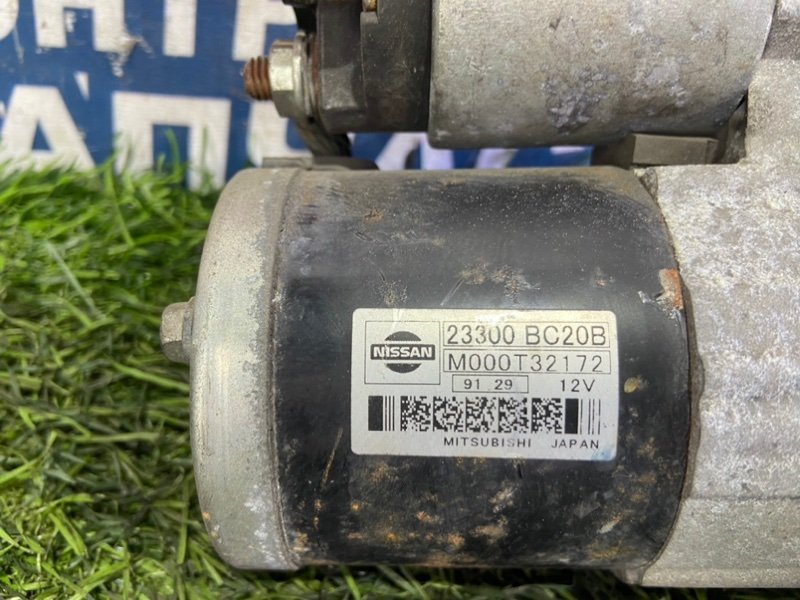 NISSAN
23300 BC20B
M000T32172
91 29 12V
MITSUBISHI JAPAN